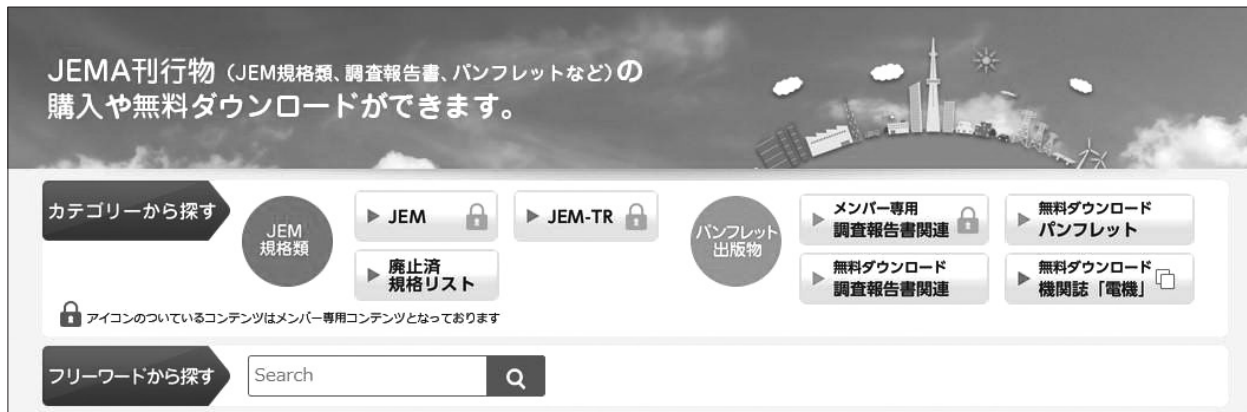 JEMA刊行物（JEM規格類、調査報告書、パンフレットなど）の
購入や無料ダウンロードができます。
カテゴリーから探す
JEM
規格類
JEM
JEM-TR
廃止済
規格リスト
パンフレット
出版物
メンバー専用
調査報告書関連
無料ダウンロード
パンフレット
無料ダウンロード
調査報告書関連
無料ダウンロード
機関誌「電機」
アイコンのついているコンテンツはメンバー専用コンテンツとなっております
フリーワードから探す
Search